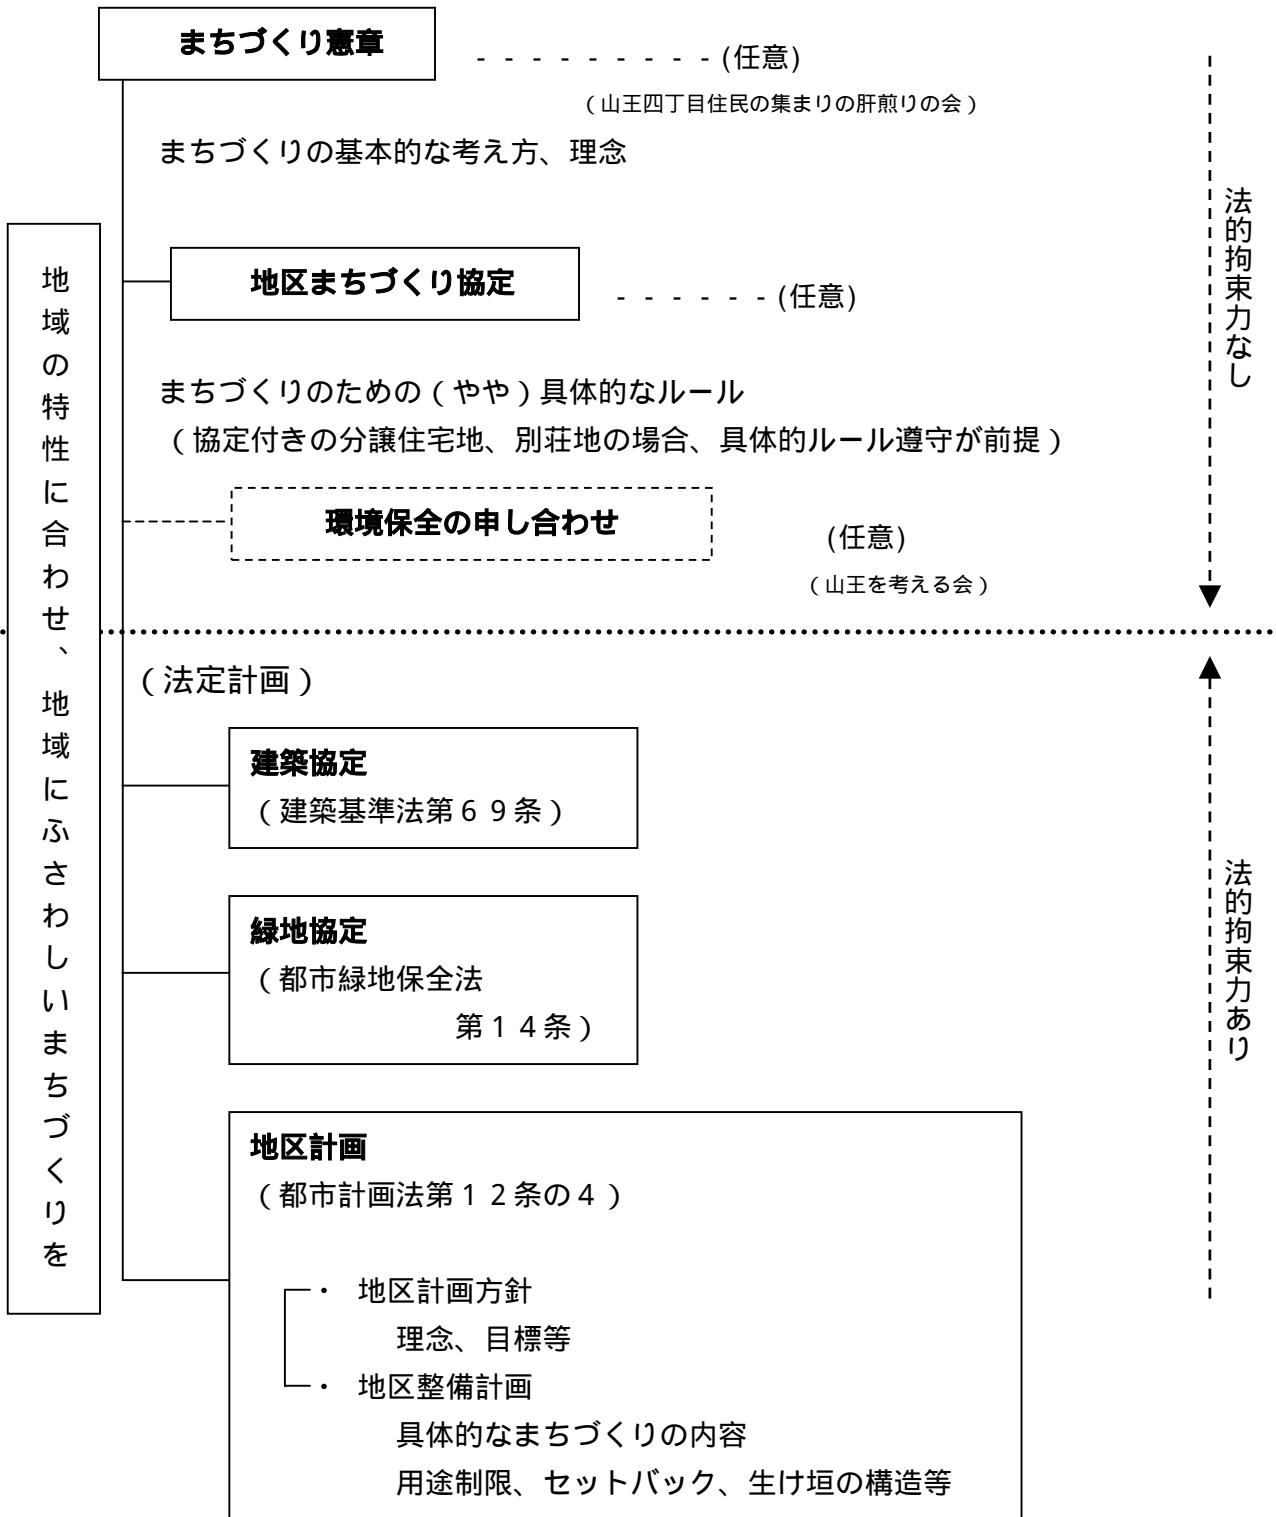 まちづくり憲章
- - - - - - - - - (任意)
（山王四丁目住民の集まりの肝煎りの会）
まちづくりの基本的な考え方、理念
地区まちづくり協定
- - - - - - (任意)
まちづくりのための（やや）具体的なルール
（協定付きの分譲住宅地、別荘地の場合、具体的ルール遵守が前提）
環境保全の申し合わせ
(任意)
（山王を考える会）
法的拘束力なし
地域の特性に合わせ、地域にふさわしいまちづくりを
（法定計画）
建築協定
（建築基準法第６９条）
緑地協定
（都市緑地保全法
第１４条）
地区計画
（都市計画法第１２条の４）
・ 地区計画方針
理念、目標等
・ 地区整備計画
具体的なまちづくりの内容
用途制限、セットバック、生け垣の構造等
法的拘束力あり